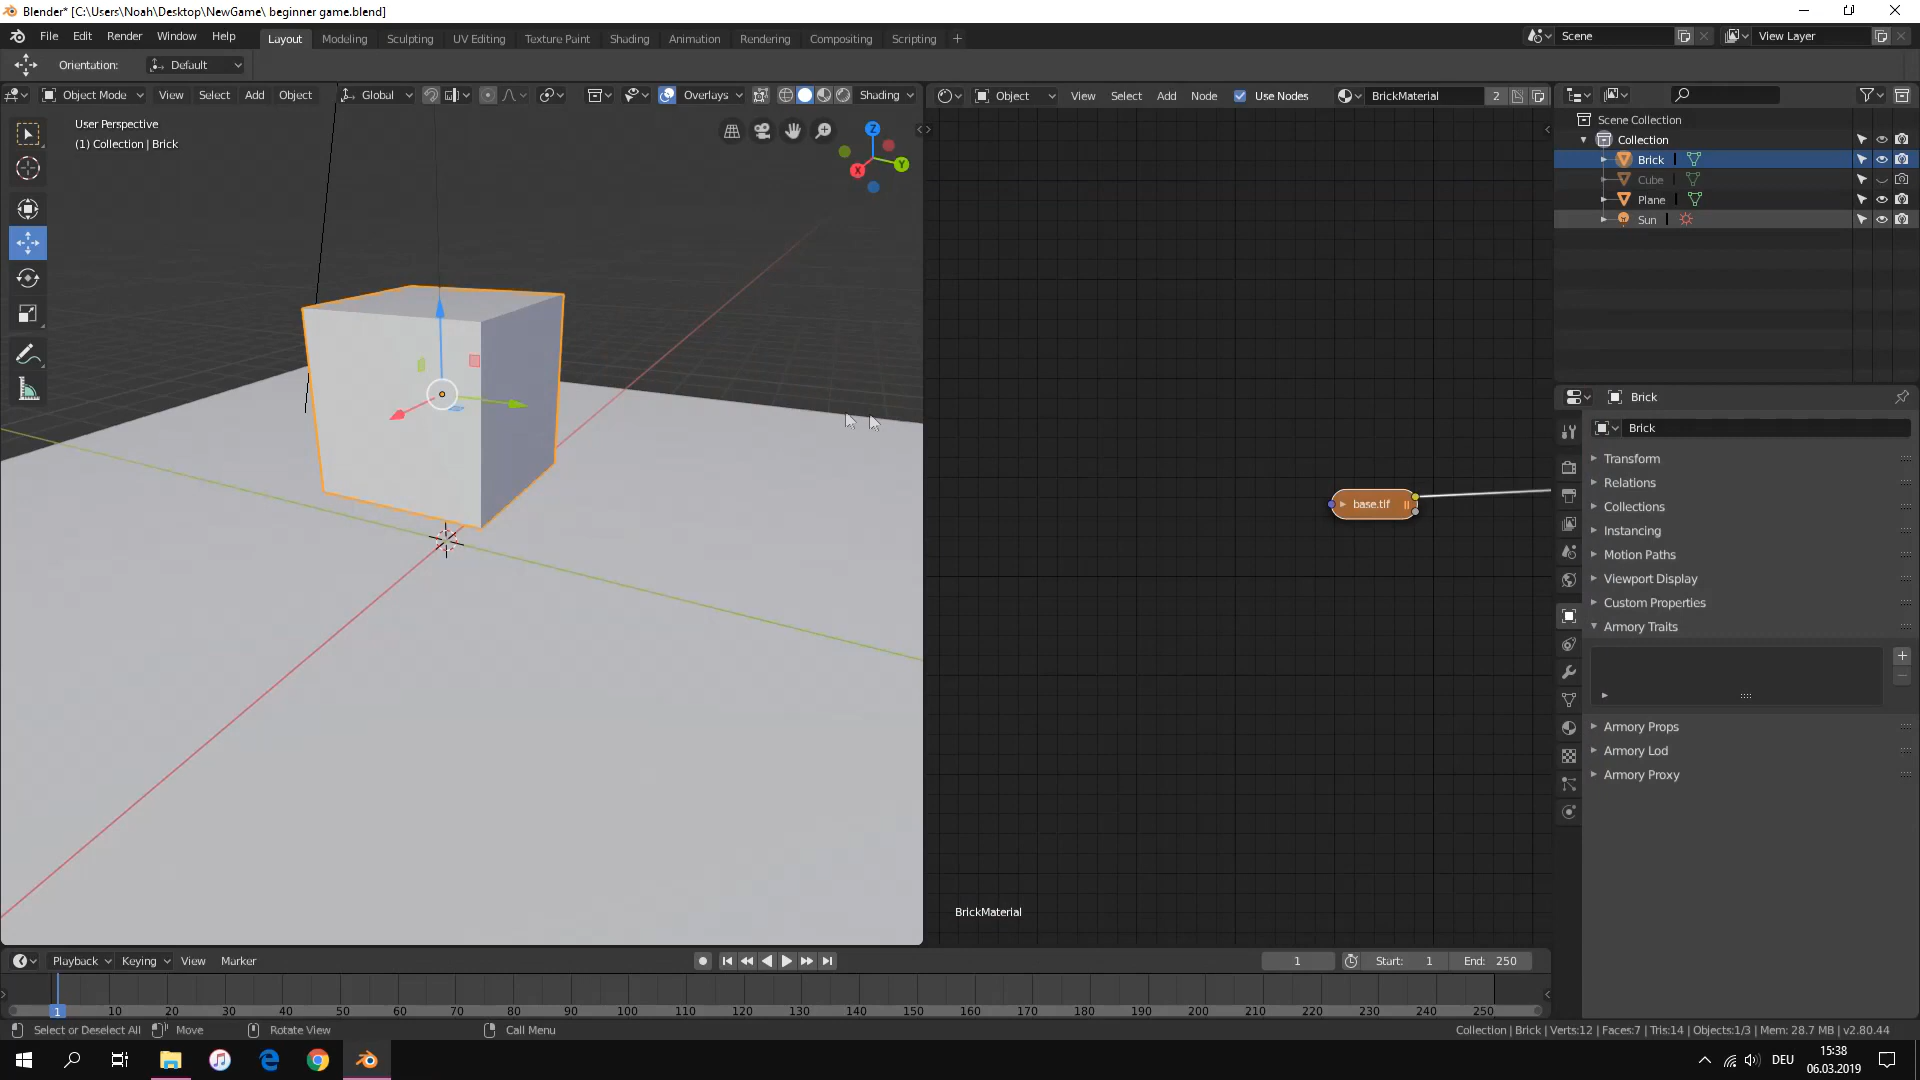 Blender* [C:\Users\Noah\Desktop\NewGame\ beginner game.blend]
File Edit Render Window Help Layout Modeling Sculpting UV Editing Texture Paint Shading Animation Rendering Compositing Scripting + Scene View Layer
Orientation: Default
Object Mode View Select Add Object Global Overlays Shading
Object View Select Add Node Use Nodes BrickMaterial 2
User Perspective
(1) Collection | Brick
Z
Y
X
Scene Collection
Collection
Brick
Cube
Plane
Sun
base.tif
Brick
Brick
Transform
Relations
Collections
Instancing
Motion Paths
Viewport Display
Custom Properties
Armory Traits
Armory Props
Armory Lod
Armory Proxy
BrickMaterial
Playback Keying View Marker 1 Start: 1 End: 250
1 10 20 30 40 50 60 70 80 90 100 110 120 130 140 150 160 170 180 190 200 210 220 230 240 250
Select or Deselect All Move Rotate View Call Menu Collection | Brick | Verts:12 | Faces:7 | Tris:14 | Objects:1/3 | Mem: 28.7 MB | v2.80.44
DEU
15:38
06.03.2019